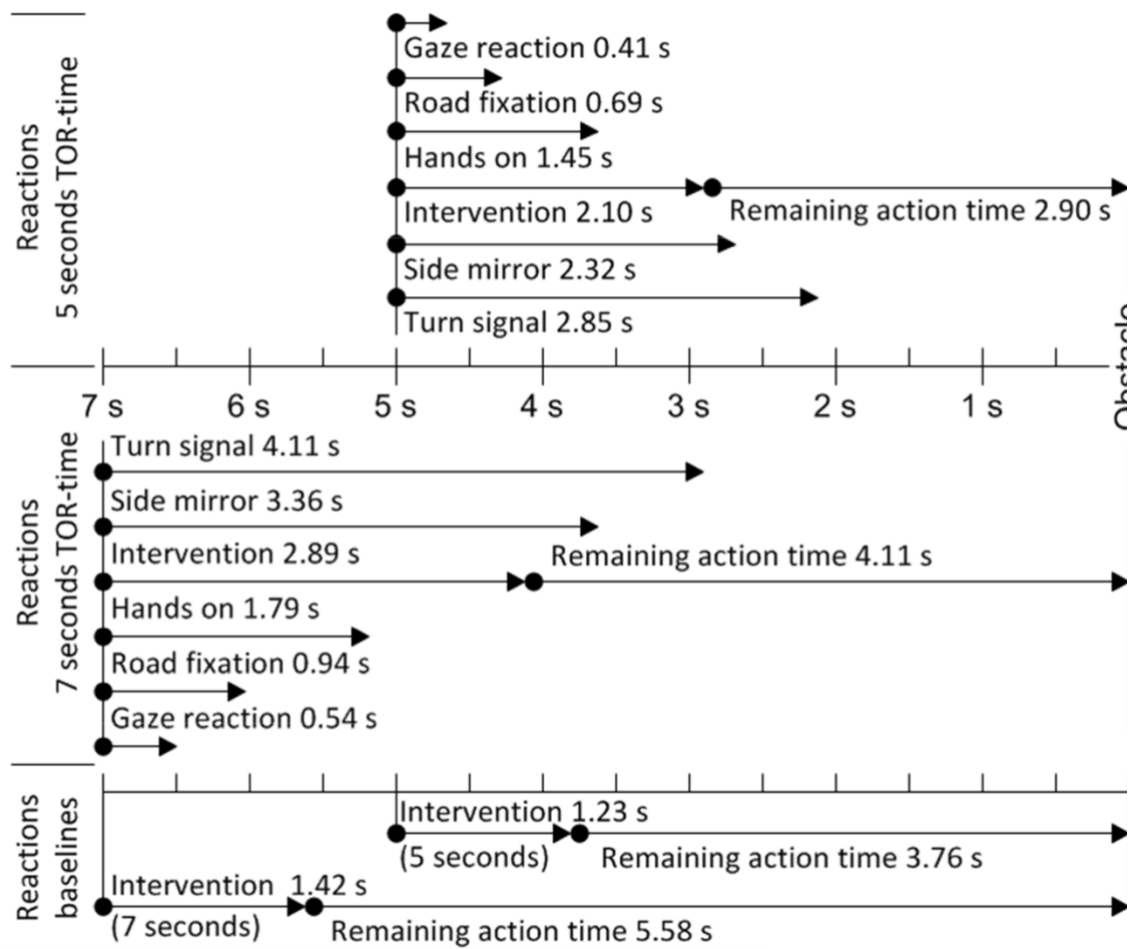 Reactions
5 seconds TOR-time
Gaze reaction 0.41 s
Road fixation 0.69 s
Hands on 1.45 s
Intervention 2.10 s
Remaining action time 2.90 s
Side mirror 2.32 s
Turn signal 2.85 s
7 s 6 s 5 s 4 s 3 s 2 s 1 s
Obstacle
Reactions
7 seconds TOR-time
Turn signal 4.11 s
Side mirror 3.36 s
Intervention 2.89 s
Remaining action time 4.11 s
Hands on 1.79 s
Road fixation 0.94 s
Gaze reaction 0.54 s
Reactions
baselines
Intervention 1.23 s
(5 seconds)
Remaining action time 3.76 s
Intervention 1.42 s
(7 seconds)
Remaining action time 5.58 s